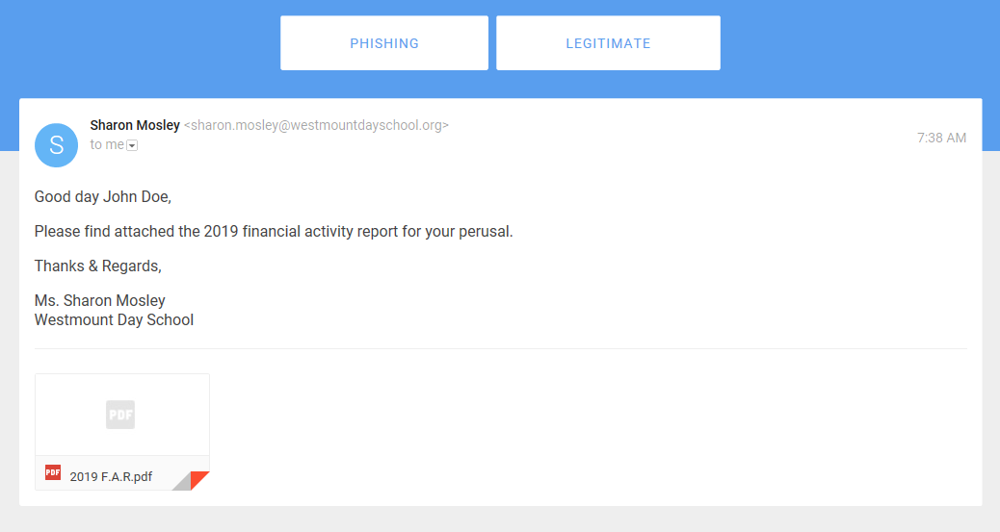 PHISHING
LEGITIMATE
Sharon Mosley <sharon.mosley@westmountdayschool.org>
to me
7:38 AM
S
Good day John Doe,
Please find attached the 2019 financial activity report for your perusal.
Thanks & Regards,
Ms. Sharon Mosley
Westmount Day School
PDF
PDF 2019 F.A.R.pdf